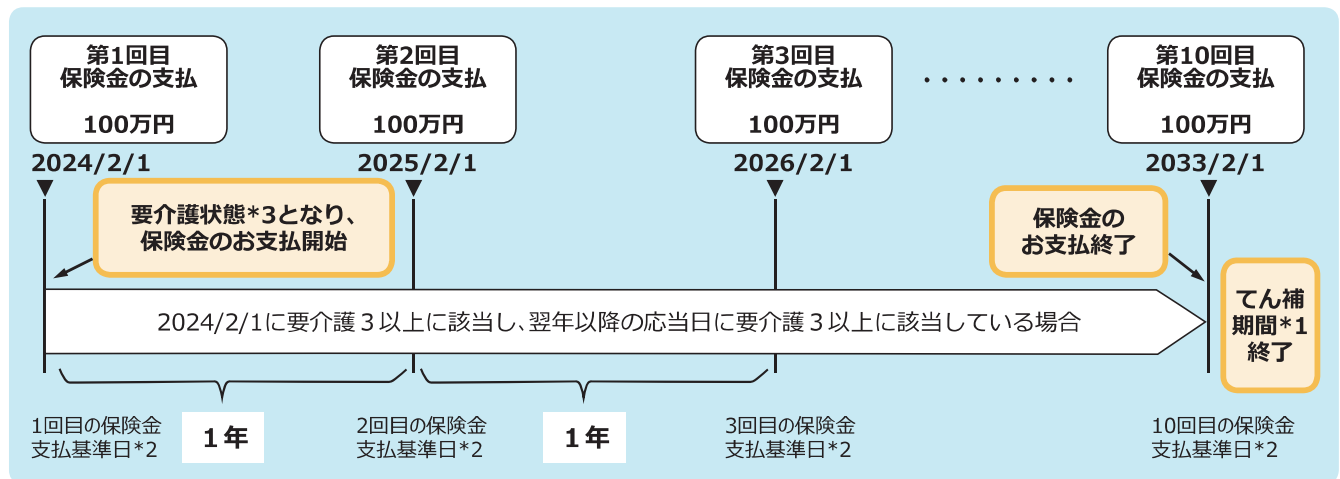 第1回目
保険金の支払
100万円
第2回目
保険金の支払
100万円
第3回目
保険金の支払
100万円
・・・・・・・・・
第10回目
保険金の支払
100万円
2024/2/1
2025/2/1
2026/2/1
2033/2/1
要介護状態*3となり、
保険金のお支払開始
保険金の
お支払終了
てん補
期間*1
終了
2024/2/1に要介護３以上に該当し、翌年以降の応当日に要介護３以上に該当している場合
1回目の保険金
支払基準日*2
１年
2回目の保険金
支払基準日*2
１年
3回目の保険金
支払基準日*2
10回目の保険金
支払基準日*2